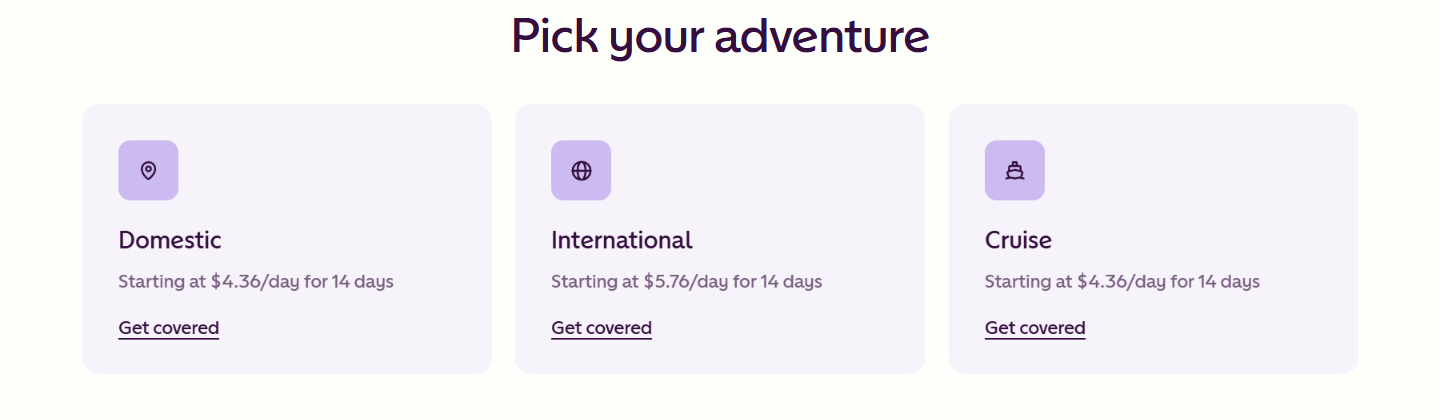 Pick your adventure
Domestic
Starting at $4.36/day for 14 days
Get covered
International
Starting at $5.76/day for 14 days
Get covered
Cruise
Starting at $4.36/day for 14 days
Get covered